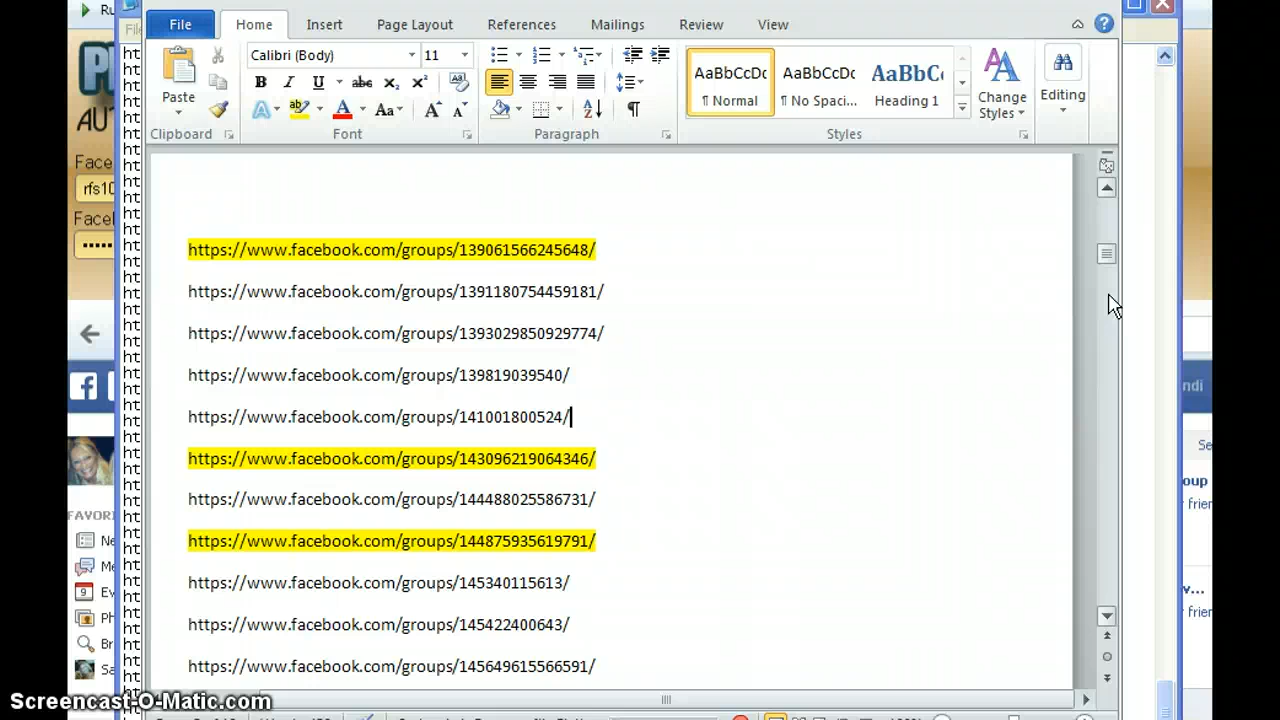 File Home Insert Page Layout References Mailings Review View
Calibri (Body) 11
AaBbCcDc AaBbCcDc AaBbC
Paste ¶ Normal ¶ No Spaci... Heading 1 Change Styles Editing
Clipboard Font Paragraph Styles
Face
rfs10
Facel
https://www.facebook.com/groups/139061566245648/
https://www.facebook.com/groups/1391180754459181/
https://www.facebook.com/groups/1393029850929774/
https://www.facebook.com/groups/139819039540/
https://www.facebook.com/groups/141001800524/
https://www.facebook.com/groups/143096219064346/
https://www.facebook.com/groups/144488025586731/
https://www.facebook.com/groups/144875935619791/
https://www.facebook.com/groups/145340115613/
https://www.facebook.com/groups/145422400643/
https://www.facebook.com/groups/145649615566591/
FAVORI
Screencast-O-Matic.com